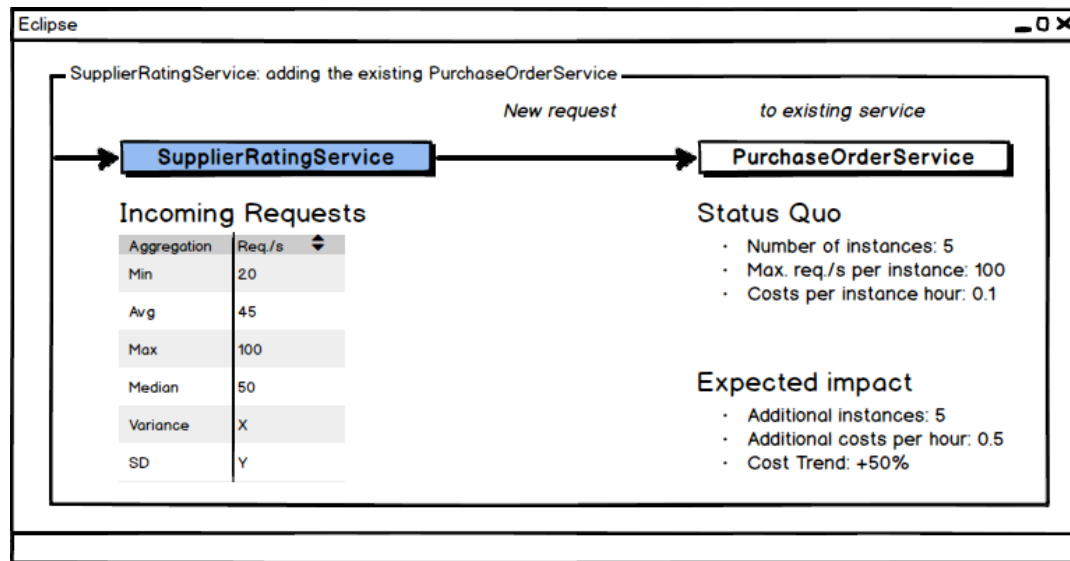 Eclipse
SupplierRatingService: adding the existing PurchaseOrderService
New request to existing service
SupplierRatingService PurchaseOrderService
Incoming Requests
Aggregation Req./s
Min 20
Avg 45
Max 100
Median 50
Variance X
SD Y
Status Quo
· Number of instances: 5
· Max. req./s per instance: 100
· Costs per instance hour: 0.1
Expected impact
· Additional instances: 5
· Additional costs per hour: 0.5
· Cost Trend: +50%